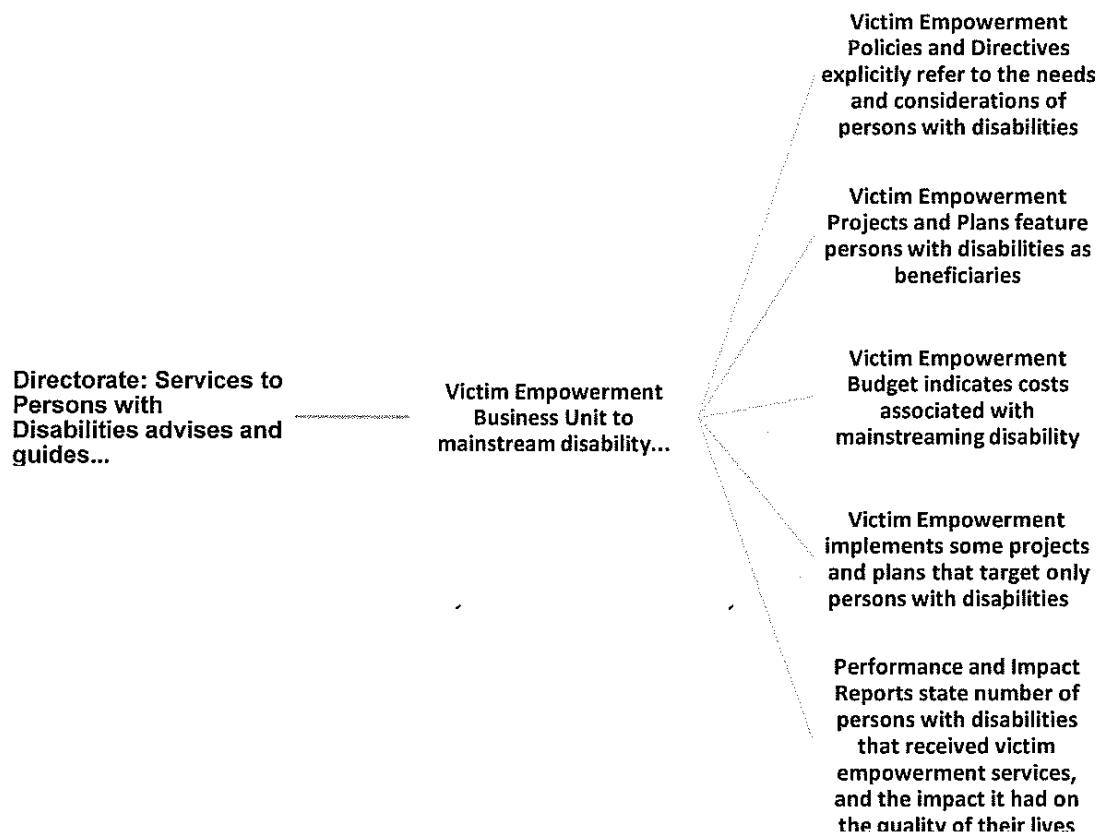 Directorate: Services to
Persons with
Disabilities advises and
guides...
Victim Empowerment
Business Unit to
mainstream disability...
Victim Empowerment
Policies and Directives
explicitly refer to the needs
and considerations of
persons with disabilities
Victim Empowerment
Projects and Plans feature
persons with disabilities as
beneficiaries
Victim Empowerment
Budget indicates costs
associated with
mainstreaming disability
Victim Empowerment
implements some projects
and plans that target only
persons with disabilities
Performance and Impact
Reports state number of
persons with disabilities
that received victim
empowerment services,
and the impact it had on
the quality of their lives